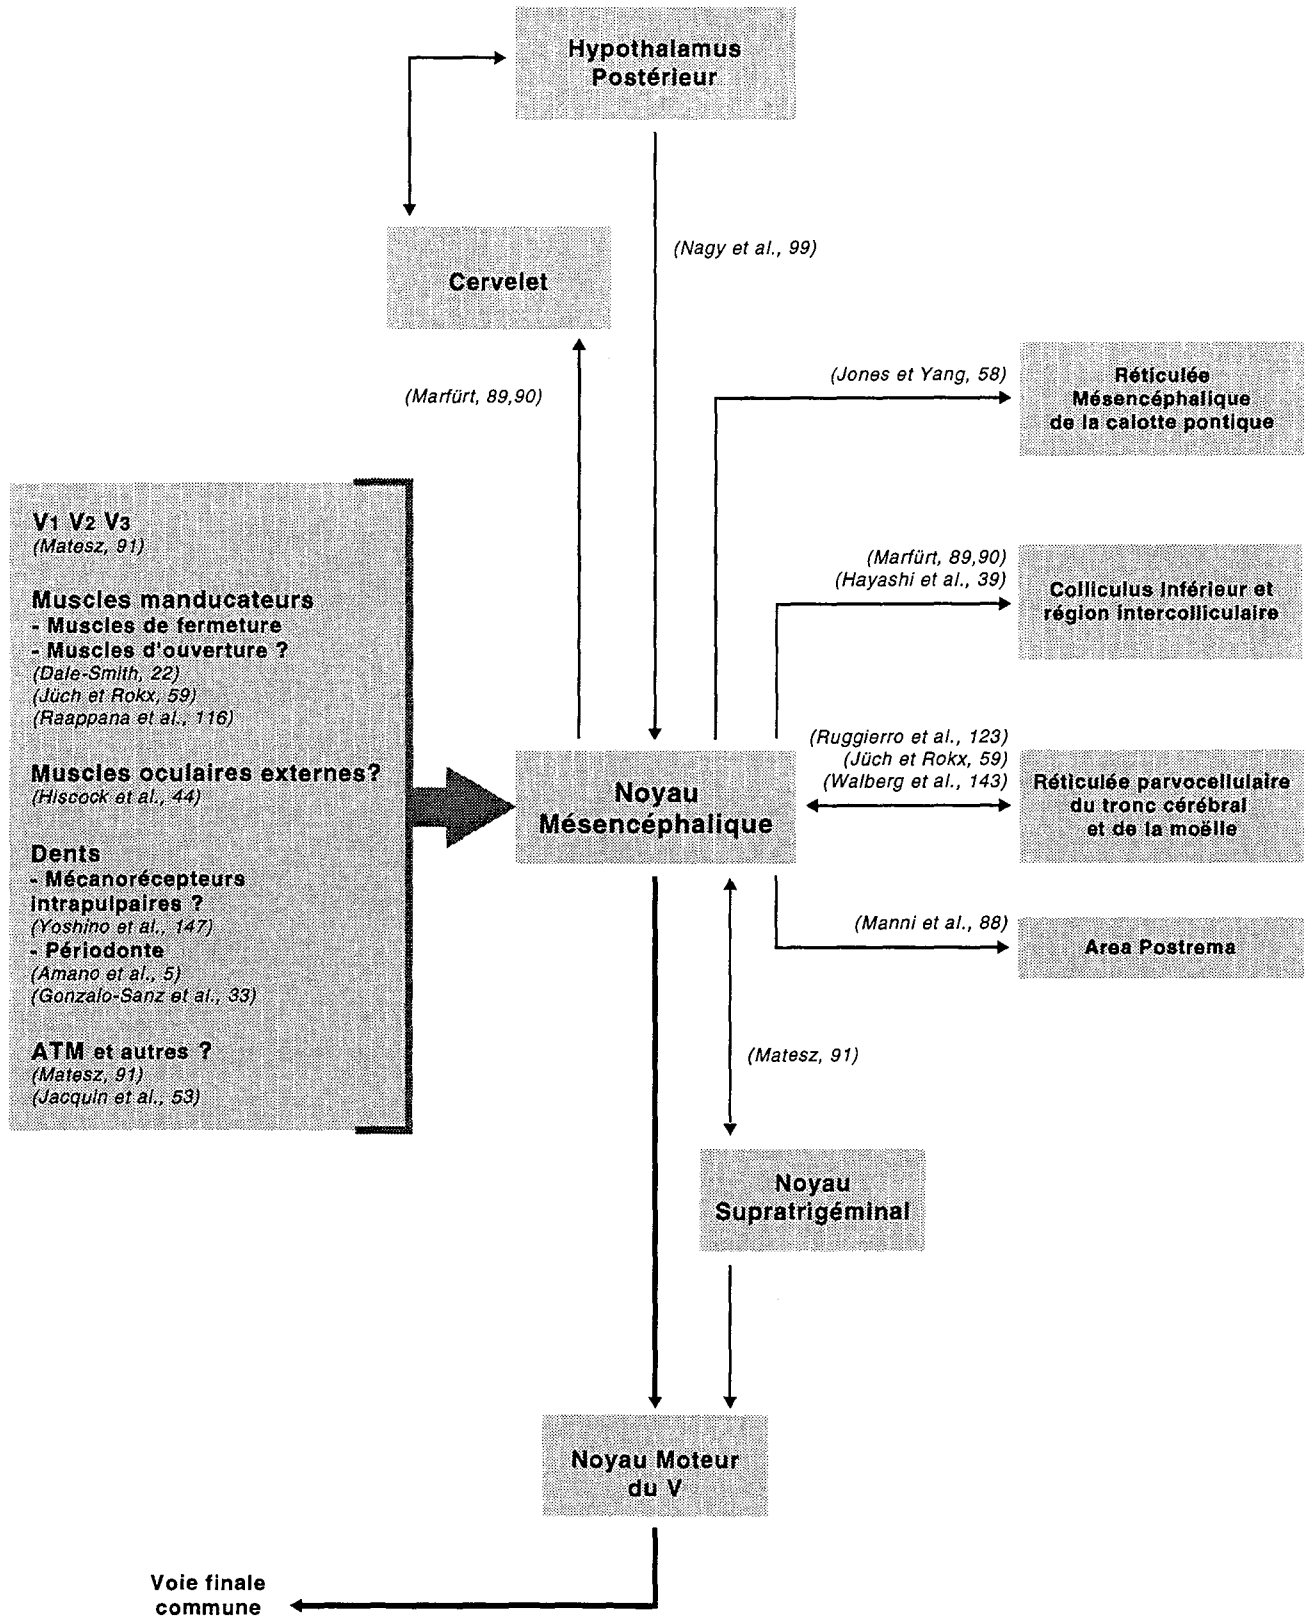 Hypothalamus
Postérieur
Cervelet
(Nagy et al., 99)
(Marfürt, 89,90)
(Jones et Yang, 58)
Réticulée
Mésencéphalique
de la calotte pontique
V1 V2 V3
(Matesz, 91)
Muscles manducateurs
- Muscles de fermeture
- Muscles d'ouverture ?
(Dale-Smith, 22)
(Jüch et Rokx, 59)
(Raappana et al., 116)
Muscles oculaires externes?
(Hiscock et al., 44)
Dents
- Mécanorécepteurs
intrapulpaires ?
(Yoshino et al., 147)
- Périodonte
(Amano et al., 5)
(Gonzalo-Sanz et al., 33)
ATM et autres ?
(Matesz, 91)
(Jacquin et al., 53)
(Marfürt, 89,90)
(Hayashi et al., 39)
Colliculus Inférieur et
région intercolliculaire
Noyau
Mésencéphalique
(Ruggierro et al., 123)
(Jüch et Rokx, 59)
(Walberg et al., 143)
Réticulée parvocellulaire
du tronc cérébral
et de la moëlle
(Manni et al., 88)
Area Postrema
(Matesz, 91)
Noyau
Supratrigéminal
Noyau Moteur
du V
Voie finale
commune